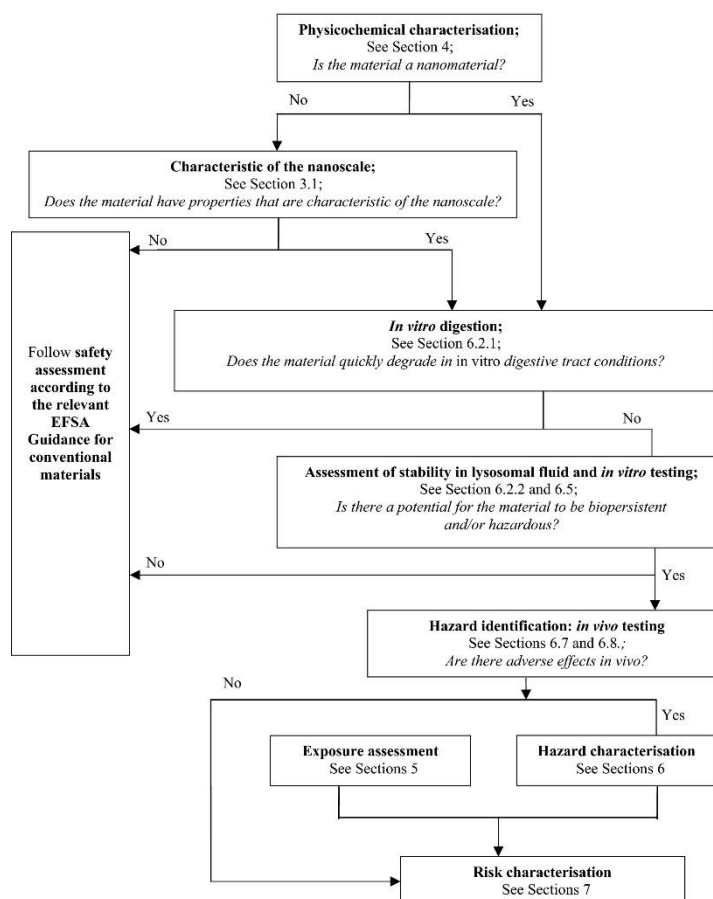 Physicochemical characterisation;
See Section 4;
Is the material a nanomaterial?
No
Yes
Characteristic of the nanoscale;
See Section 3.1;
Does the material have properties that are characteristic of the nanoscale?
No
Yes
In vitro digestion;
See Section 6.2.1;
Does the material quickly degrade in in vitro digestive tract conditions?
Follow safety
assessment
according to
the relevant
EFSA
Guidance for
conventional
materials
Yes
No
Assessment of stability in lysosomal fluid and in vitro testing;
See Section 6.2.2 and 6.5;
Is there a potential for the material to be biopersistent
and/or hazardous?
No
Yes
Hazard identification: in vivo testing
See Sections 6.7 and 6.8.;
Are there adverse effects in vivo?
No
Yes
Exposure assessment
See Sections 5
Hazard characterisation
See Sections 6
Risk characterisation
See Sections 7